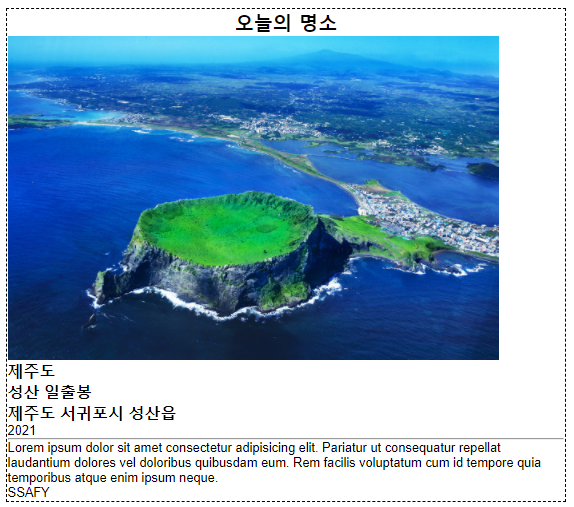 오늘의 명소
제주도
성산 일출봉
제주도 서귀포시 성산읍
2021
Lorem ipsum dolor sit amet consectetur adipisicing elit. Pariatur ut consequatur repellat
laudantium dolores vel doloribus quibusdam eum. Rem facilis voluptatum cum id tempore quia
temporibus atque enim ipsum neque.
SSAFY